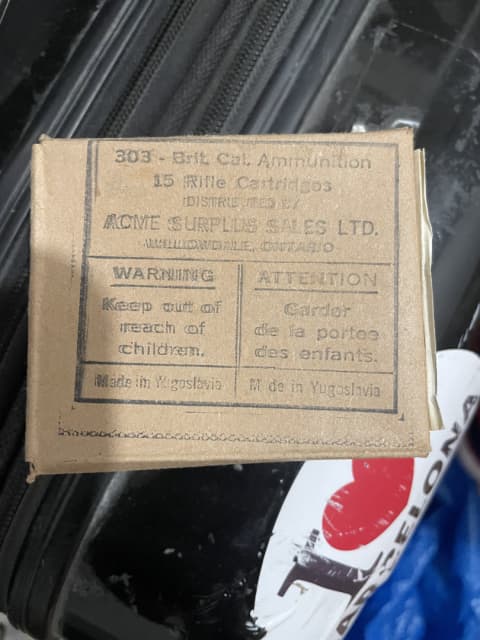 303 - Brit. Cal. Ammunition
15 Rifle Cartridges
DISTRIBUTED BY
ACME SURPLUS SALES LTD.
WILLOWDALE, ONTARIO
WARNING
Keep out of
reach of
children.
Made in Yugoslavia
ATTENTION
Garder
de la portee
des enfants.
M de in Yugoslavia
I
ARCELONA